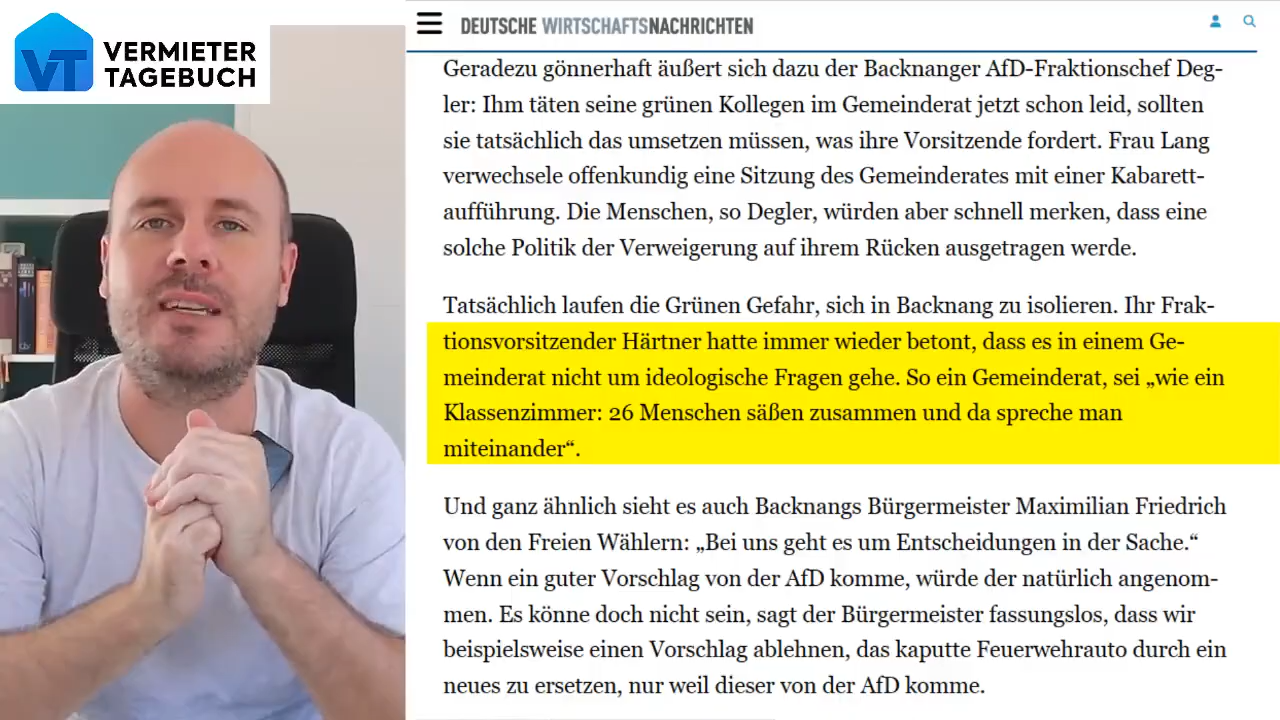 VT VERMIETER
TAGEBUCH
DEUTSCHE WIRTSCHAFTSNACHRICHTEN
Geradezu gönnerhaft äußert sich dazu der Backnanger AfD-Fraktionschef Deg-
ler: Ihm täten seine grünen Kollegen im Gemeinderat jetzt schon leid, sollten
sie tatsächlich das umsetzen müssen, was ihre Vorsitzende fordert. Frau Lang
verwechsele offenkundig eine Sitzung des Gemeinderates mit einer Kabarett-
aufführung. Die Menschen, so Degler, würden aber schnell merken, dass eine
solche Politik der Verweigerung auf ihrem Rücken ausgetragen werde.
Tatsächlich laufen die Grünen Gefahr, sich in Backnang zu isolieren. Ihr Frak-
tionsvorsitzender Härtner hatte immer wieder betont, dass es in einem Ge-
meinderat nicht um ideologische Fragen gehe. So ein Gemeinderat, sei „wie ein
Klassenzimmer: 26 Menschen säßen zusammen und da spreche man
miteinander“.
Und ganz ähnlich sieht es auch Backnangs Bürgermeister Maximilian Friedrich
von den Freien Wählern: „Bei uns geht es um Entscheidungen in der Sache.“
Wenn ein guter Vorschlag von der AfD komme, würde der natürlich angenom-
men. Es könne doch nicht sein, sagt der Bürgermeister fassungslos, dass wir
beispielsweise einen Vorschlag ablehnen, das kaputte Feuerwehrauto durch ein
neues zu ersetzen, nur weil dieser von der AfD komme.